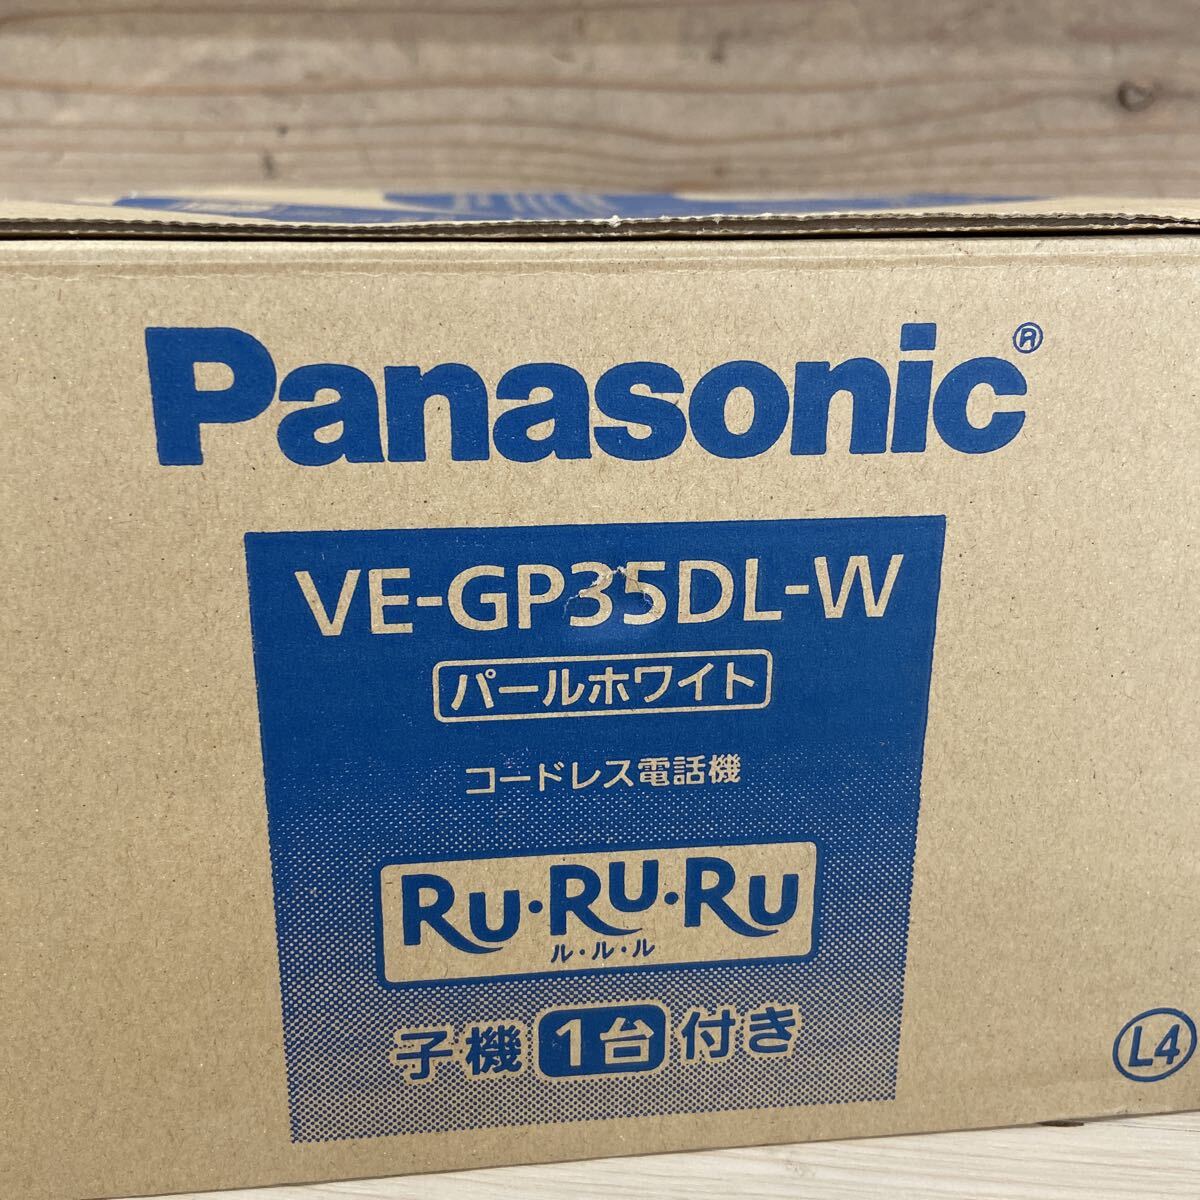 Panasonic®
VE-GP35DL-W
パールホワイト
コードレス電話機
Ru・Ru・Ru
ル・ル・ル
子機1台付き
L4